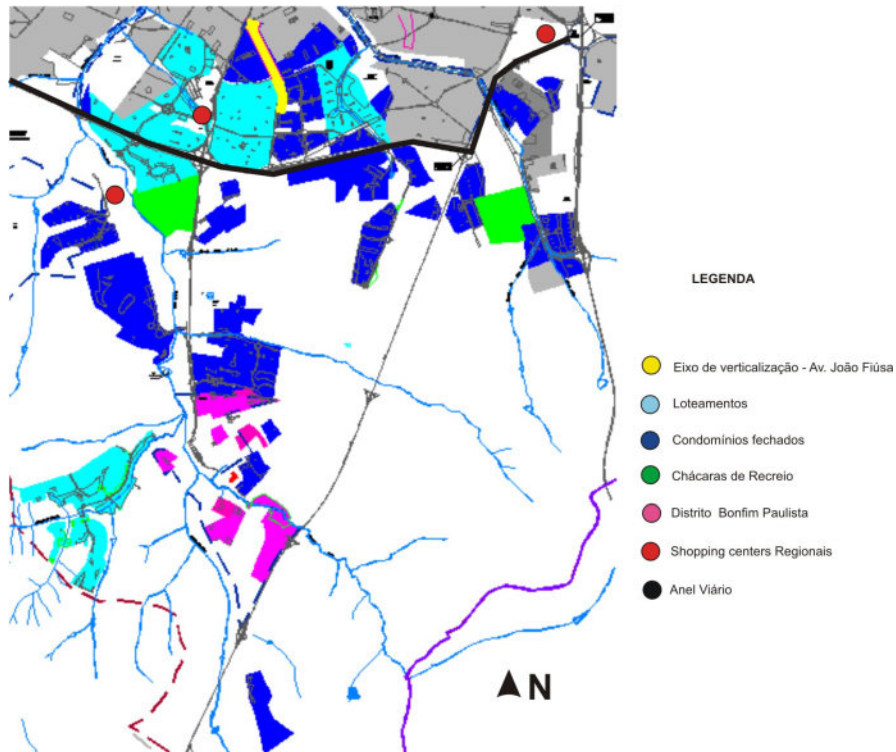 LEGENDA
Eixo de verticalização - Av. João Fiúsa
Loteamentos
Condomínios fechados
Chácaras de Recreio
Distrito Bonfim Paulista
Shopping centers Regionais
Anel Viário
N